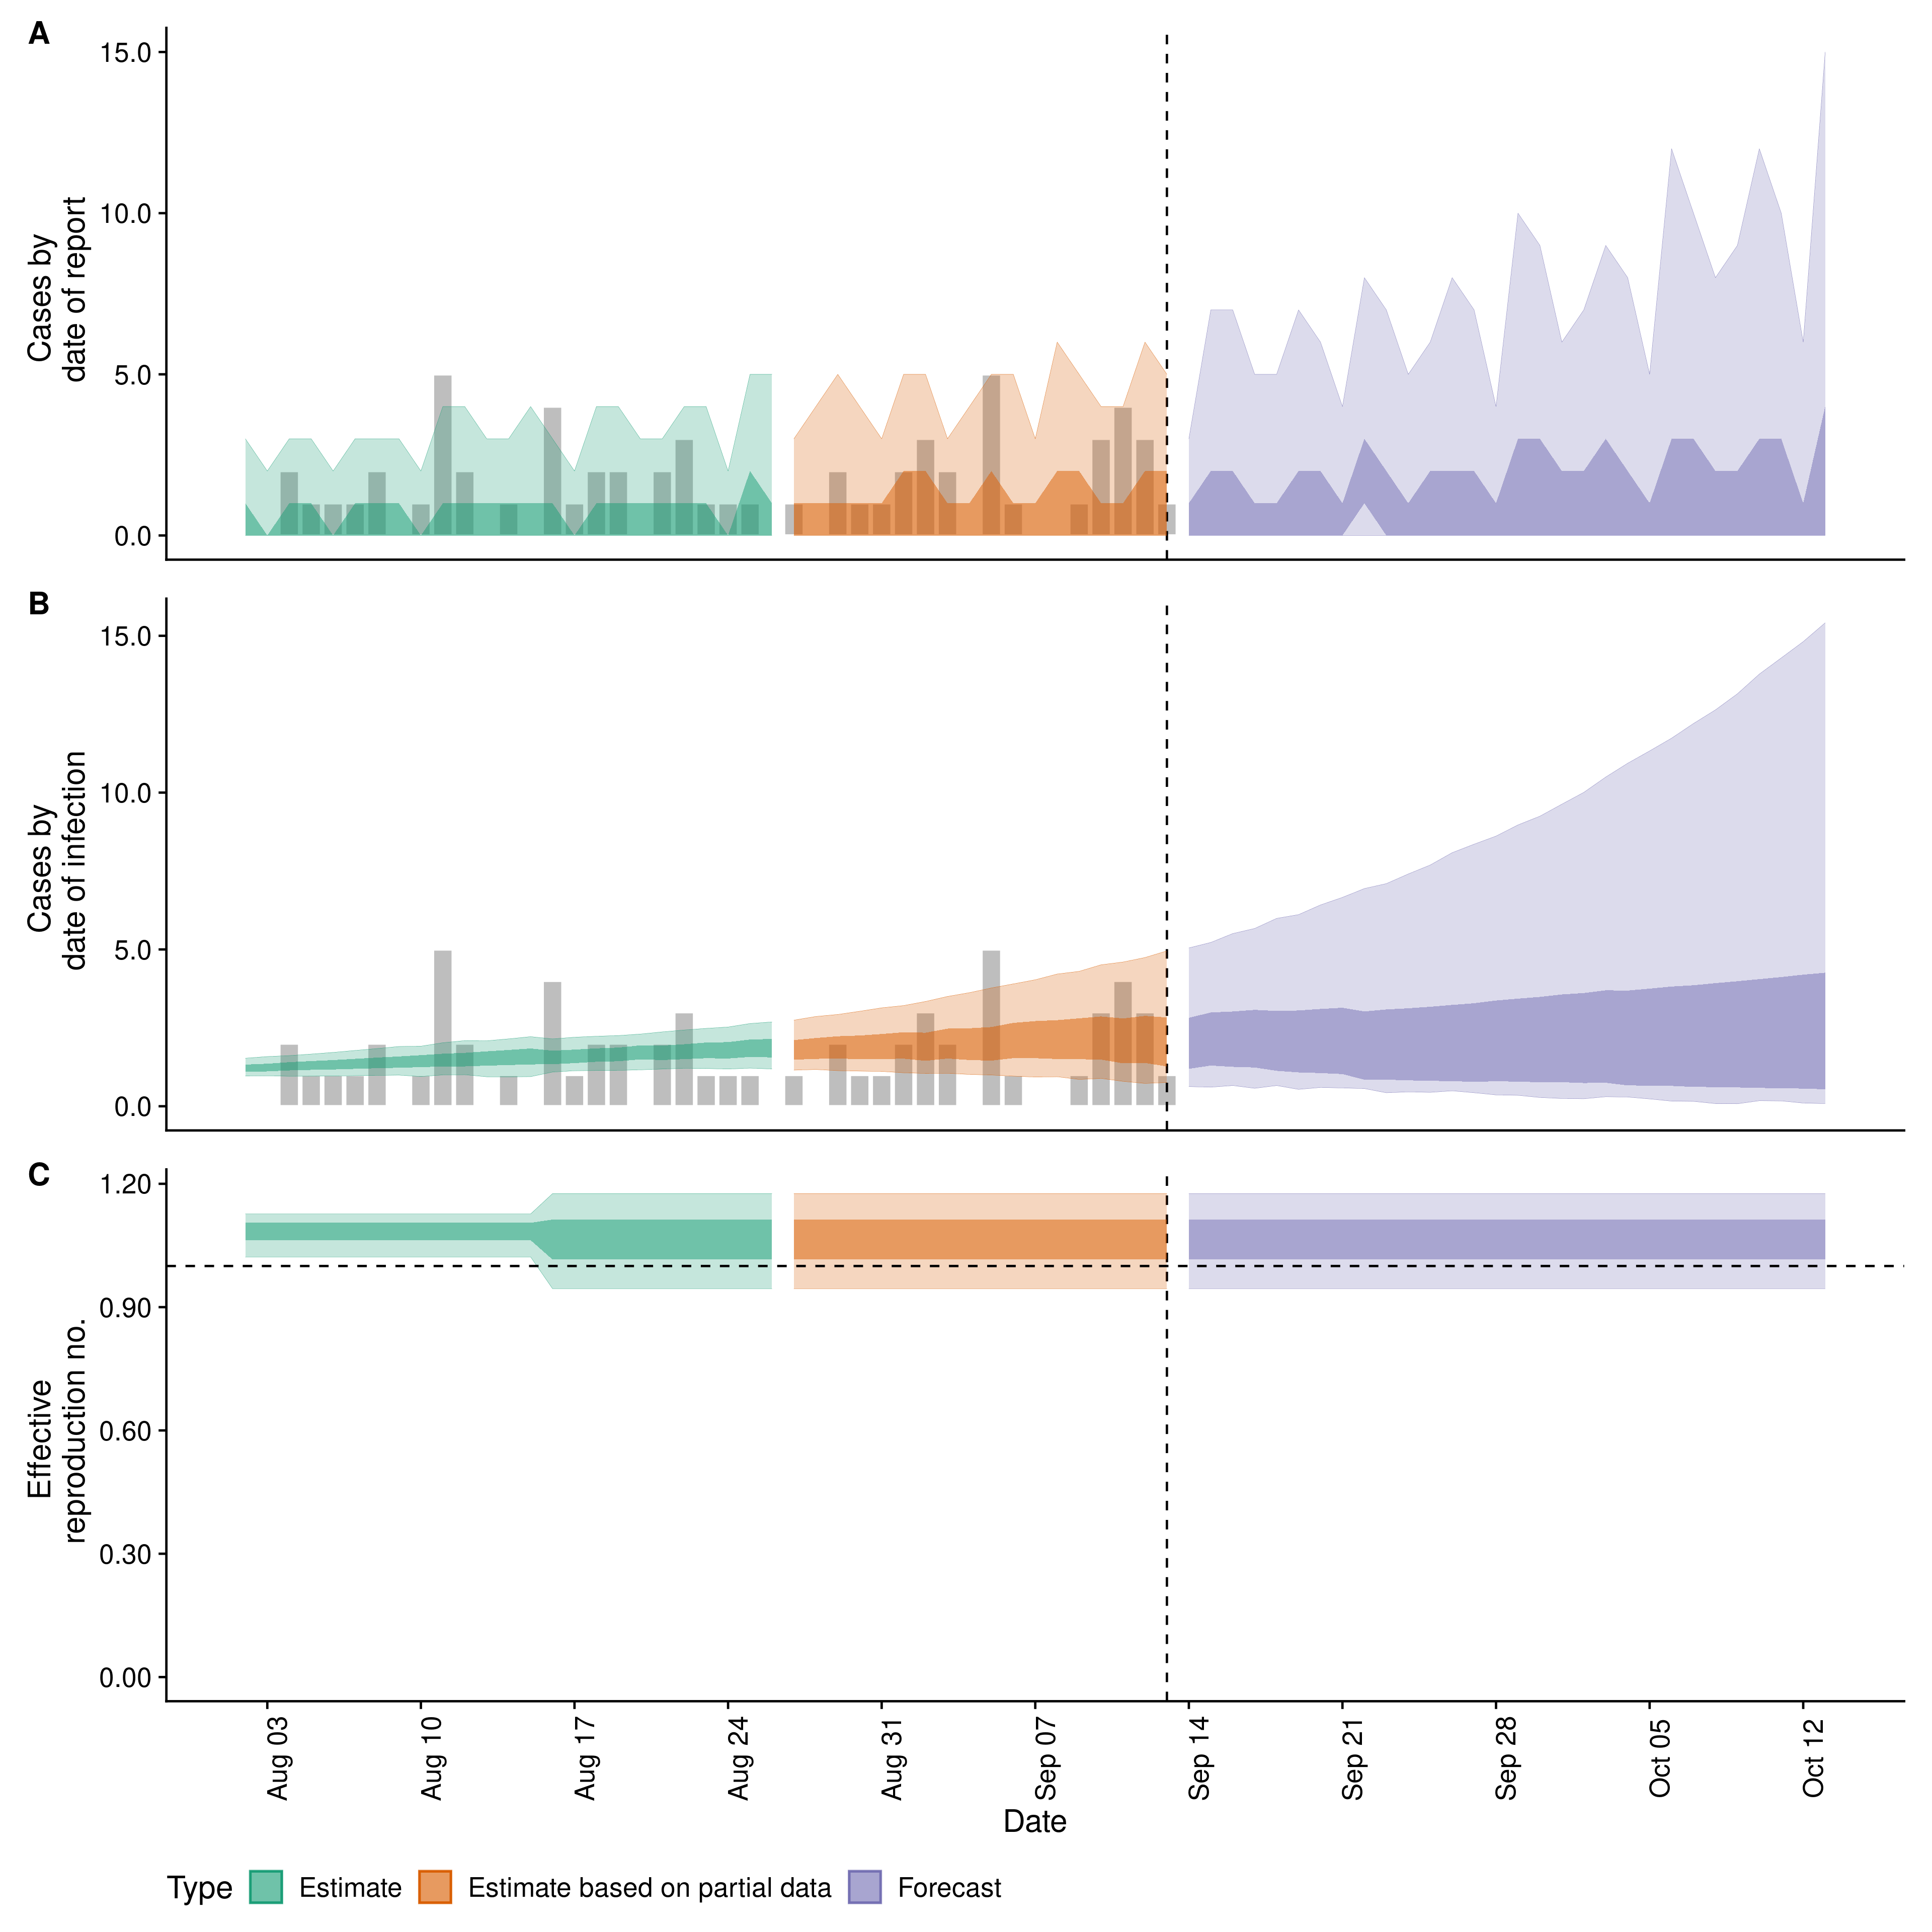 A
Cases by
date of report
15.0
10.0
5.0
0.0
B
Cases by
date of infection
15.0
10.0
5.0
0.0
C
Effective
reproduction no.
1.20
0.90
0.60
0.30
0.00
Aug 03
Aug 10
Aug 17
Aug 24
Aug 31
Sep 07
Sep 14
Sep 21
Sep 28
Oct 05
Oct 12
Date
Type Estimate Estimate based on partial data Forecast